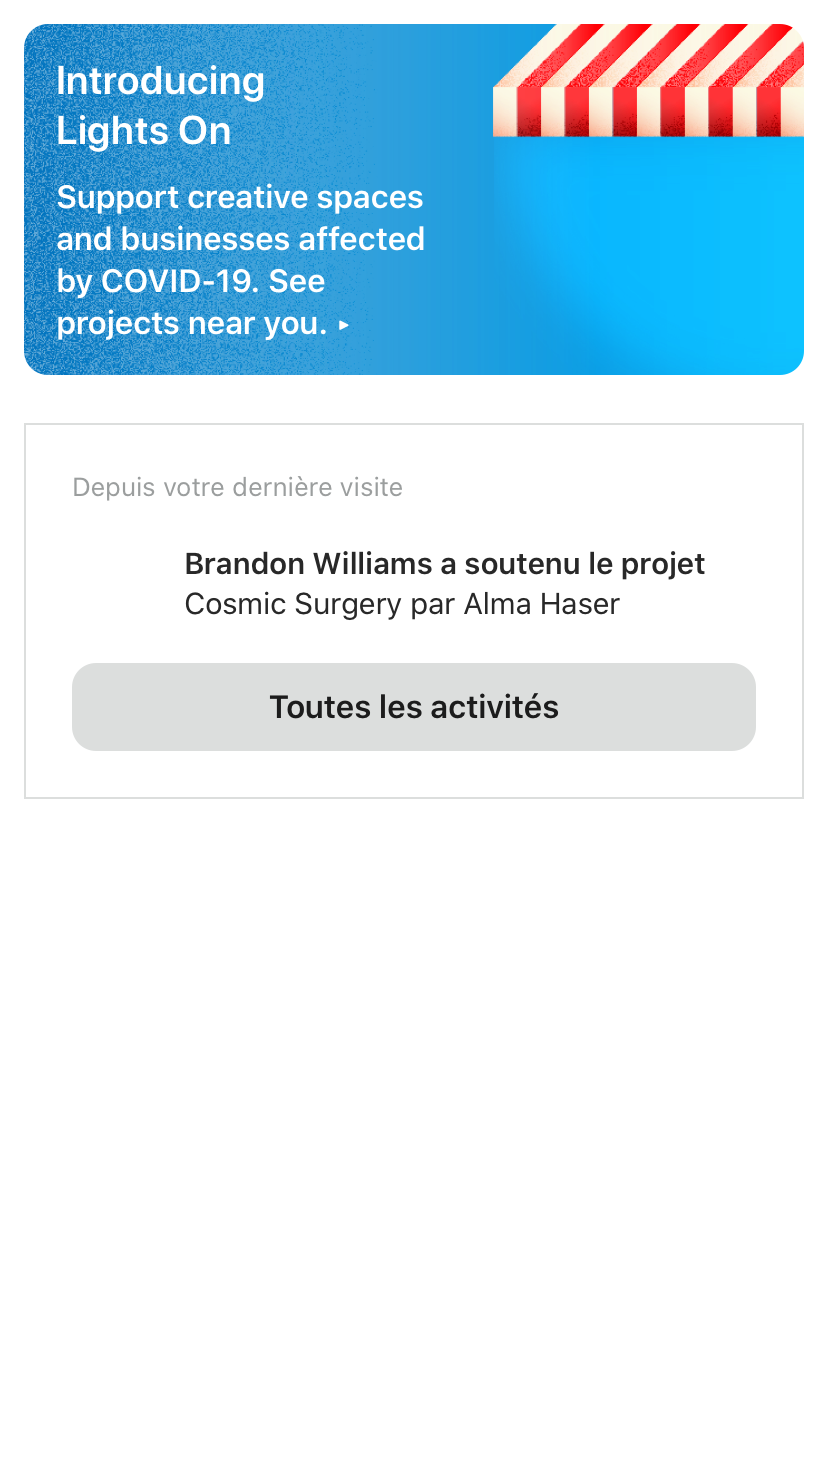 Introducing
Lights On
Support creative spaces
and businesses affected
by COVID-19. See
projects near you. ▸
Depuis votre dernière visite
Brandon Williams a soutenu le projet
Cosmic Surgery par Alma Haser
Toutes les activités